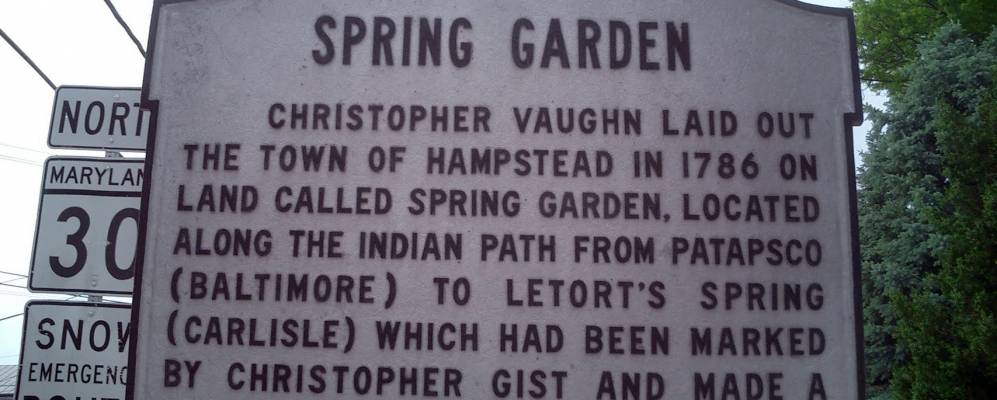 SPRING GARDEN
CHRISTOPHER VAUGHN LAID OUT
THE TOWN OF HAMPSTEAD IN 1786 ON
LAND CALLED SPRING GARDEN, LOCATED
ALONG THE INDIAN PATH FROM PATAPSCO
(BALTIMORE) TO LETORT'S SPRING
(CARLISLE) WHICH HAD BEEN MARKED
BY CHRISTOPHER GIST AND MADE A
NORT
MARYLAN
30
SNOW
EMERGENC